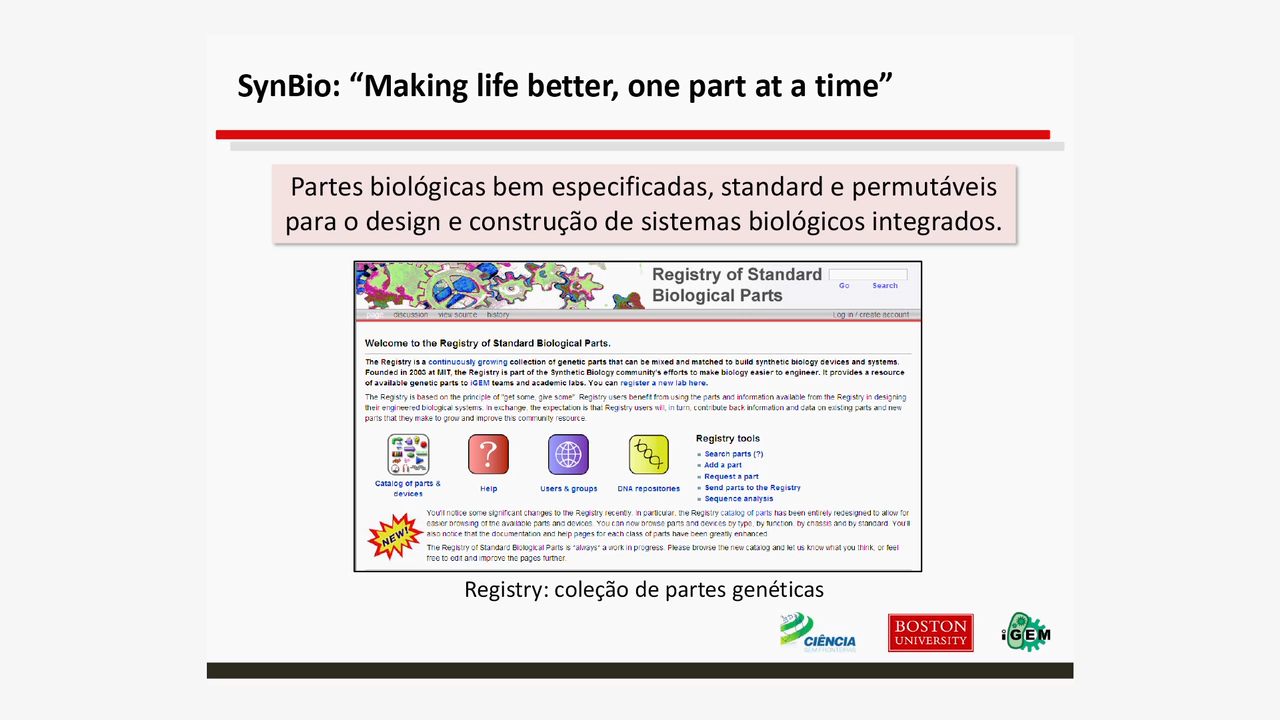 SynBio: “Making life better, one part at a time”
Partes biológicas bem especificadas, standard e permutáveis
para o design e construção de sistemas biológicos integrados.
Registry of Standard
Biological Parts
Go Search
page discussion view source history Log in / create account
Welcome to the Registry of Standard Biological Parts.
The Registry is a continuously growing collection of genetic parts that can be mixed and matched to build synthetic biology devices and systems.
Founded in 2003 at MIT, the Registry is part of the Synthetic Biology community's efforts to make biology easier to engineer. It provides a resource
of available genetic parts to iGEM teams and academic labs. You can register a new lab here.
The Registry is based on the principle of "get some, give some". Registry users benefit from using the parts and information available from the Registry in designing
their engineered biological systems. In exchange, the expectation is that Registry users will, in turn, contribute back information and data on existing parts and new
parts that they make to grow and improve this community resource.
Catalog of parts &
devices
Help
Users & groups
DNA repositories
Registry tools
Search parts (?)
Add a part
Request a part
Send parts to the Registry
Sequence analysis
NEW!
You'll notice some significant changes to the Registry recently. In particular, the Registry catalog of parts has been entirely redesigned to allow for
easier browsing of the available parts and devices. You can now browse parts and devices by type, by function, by chassis and by standard. You'll
also notice that the documentation and help pages for each class of parts have been greatly enhanced.
The Registry of Standard Biological Parts is *always* a work in progress. Please browse the new catalog and let us know what you think, or feel
free to edit and improve the pages further.
Registry: coleção de partes genéticas
CIÊNCIA
SEM FRONTEIRAS
BOSTON
UNIVERSITY
iGEM